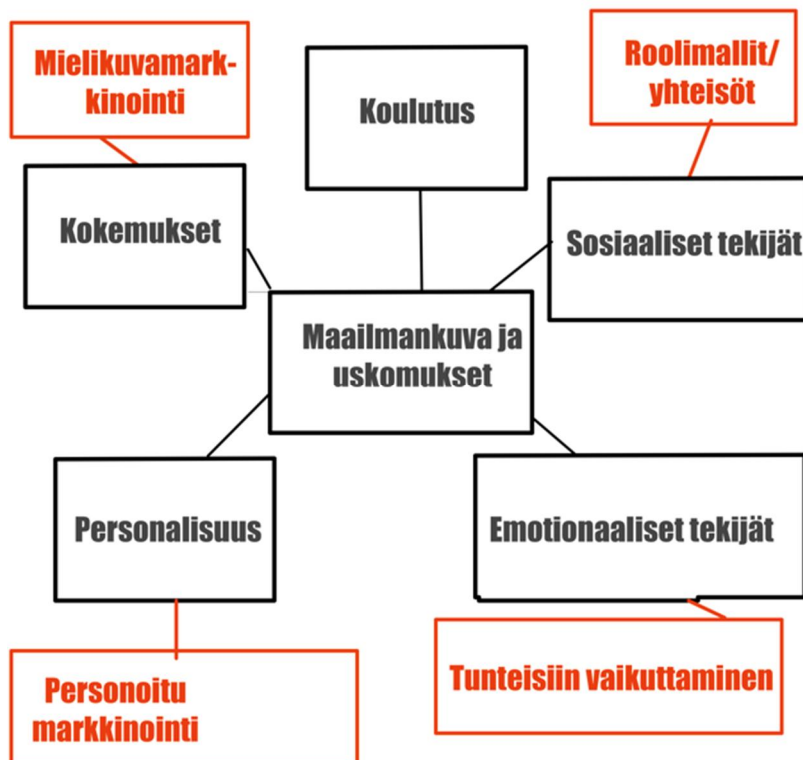 Mielikuvamark-
kinointi
Koulutus
Roolimallit/
yhteisöt
Kokemukset
Sosiaaliset tekijät
Maailmankuva ja
uskomukset
Personalisuus
Emotionaaliset tekijät
Personoitu
markkinointi
Tunteisiin vaikuttaminen